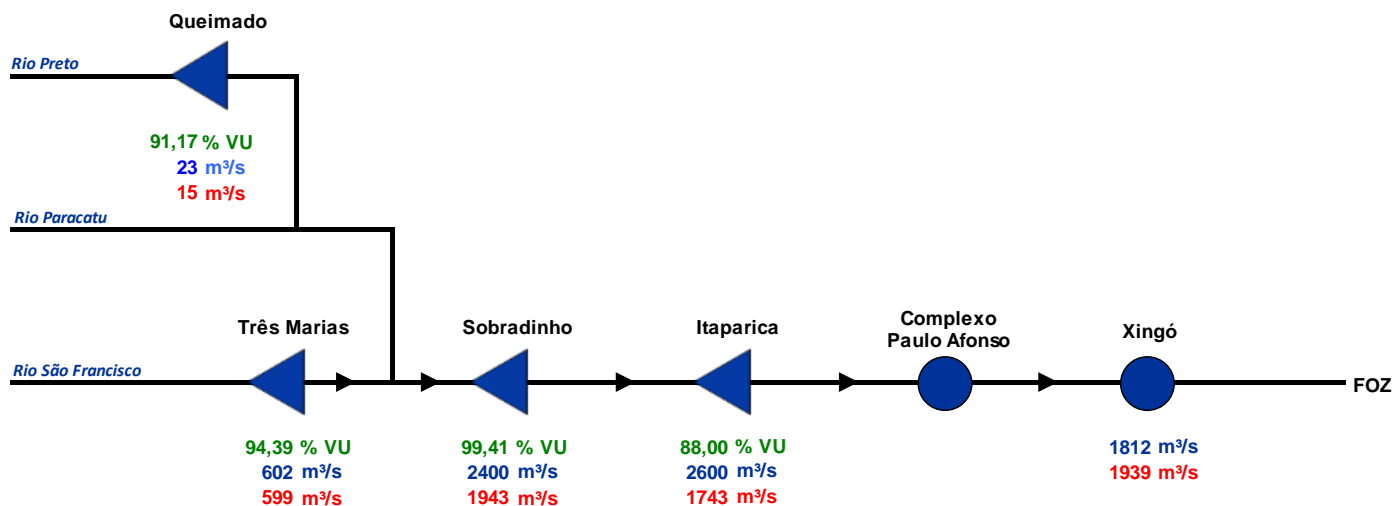 Queimado
Rio Preto
91,17 % VU
23 m³/s
15 m³/s
Rio Paracatu
Três Marias
Sobradinho
Itaparica
Complexo
Paulo Afonso
Xingó
Rio São Francisco
FOZ
94,39 % VU
602 m³/s
599 m³/s
99,41 % VU
2400 m³/s
1943 m³/s
88,00 % VU
2600 m³/s
1743 m³/s
1812 m³/s
1939 m³/s